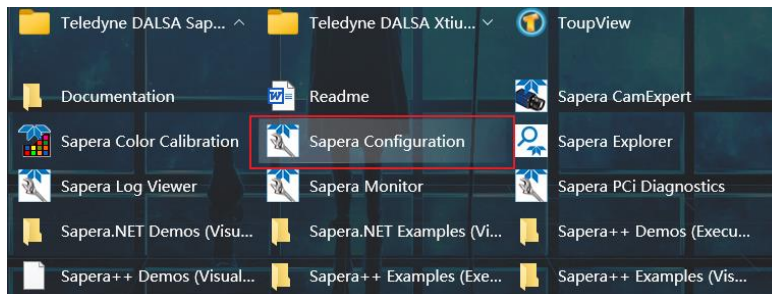 Teledyne DALSA Sap... Teledyne DALSA Xtiu... ToupView
Documentation Readme Sapera CamExpert
Sapera Color Calibration Sapera Configuration Sapera Explorer
Sapera Log Viewer Sapera Monitor Sapera PCi Diagnostics
Sapera.NET Demos (Visu... Sapera.NET Examples (Vi... Sapera++ Demos (Execu...
Sapera++ Demos (Visual... Sapera++ Examples (Exe... Sapera++ Examples (Vis...